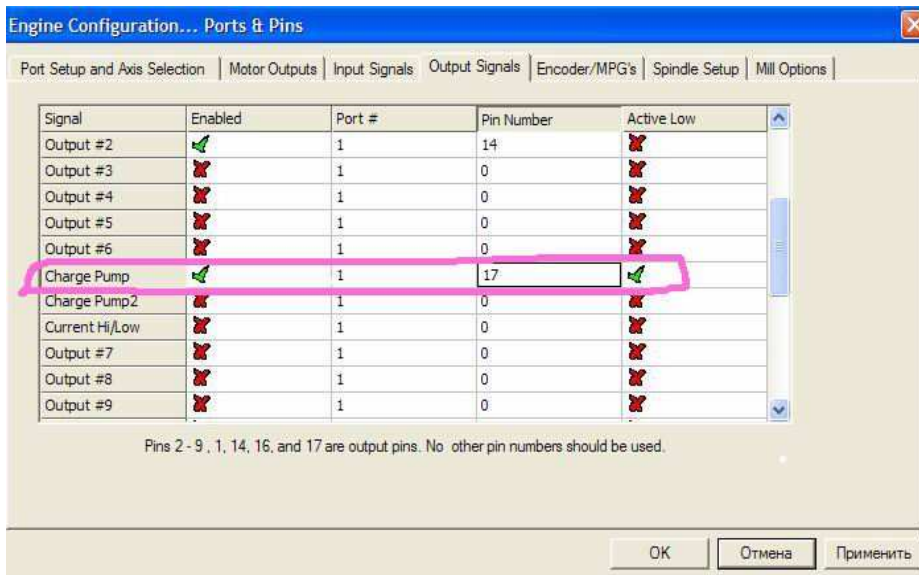 Engine Configuration... Ports & Pins
Port Setup and Axis Selection Motor Outputs Input Signals Output Signals Encoder/MPG's Spindle Setup Mill Options
Signal Enabled Port # Pin Number Active Low
Output #2 1 14
Output #3 1 0
Output #4 1 0
Output #5 1 0
Output #6 1 0
Charge Pump 1 17
Charge Pump2 1 0
Current Hi/Low 1 0
Output #7 1 0
Output #8 1 0
Output #9 1 0
Pins 2 - 9 , 1, 14, 16, and 17 are output pins. No other pin numbers should be used.
OK Отмена Применить